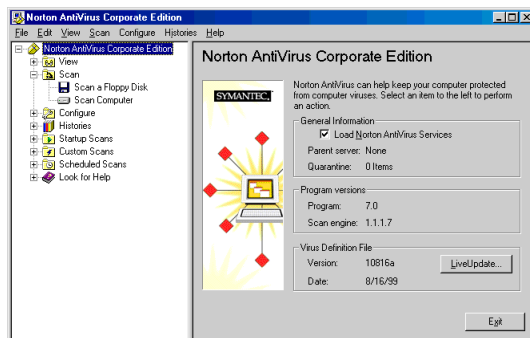 Norton AntiVirus Corporate Edition
File Edit View Scan Configure Histories Help
Norton AntiVirus Corporate Edition
View
Scan
Scan a Floppy Disk
Scan Computer
Configure
Histories
Startup Scans
Custom Scans
Scheduled Scans
Look for Help
Norton AntiVirus Corporate Edition
SYMANTEC.
Norton AntiVirus can help keep your computer protected
from computer viruses. Select an item to the left to perform
an action.
General Information
Load Norton AntiVirus Services
Parent server: None
Quarantine: 0 Items
Program versions
Program: 7.0
Scan engine: 1.1.1.7
Virus Definition File
Version: 10816a
LiveUpdate...
Date: 8/16/99
Exit